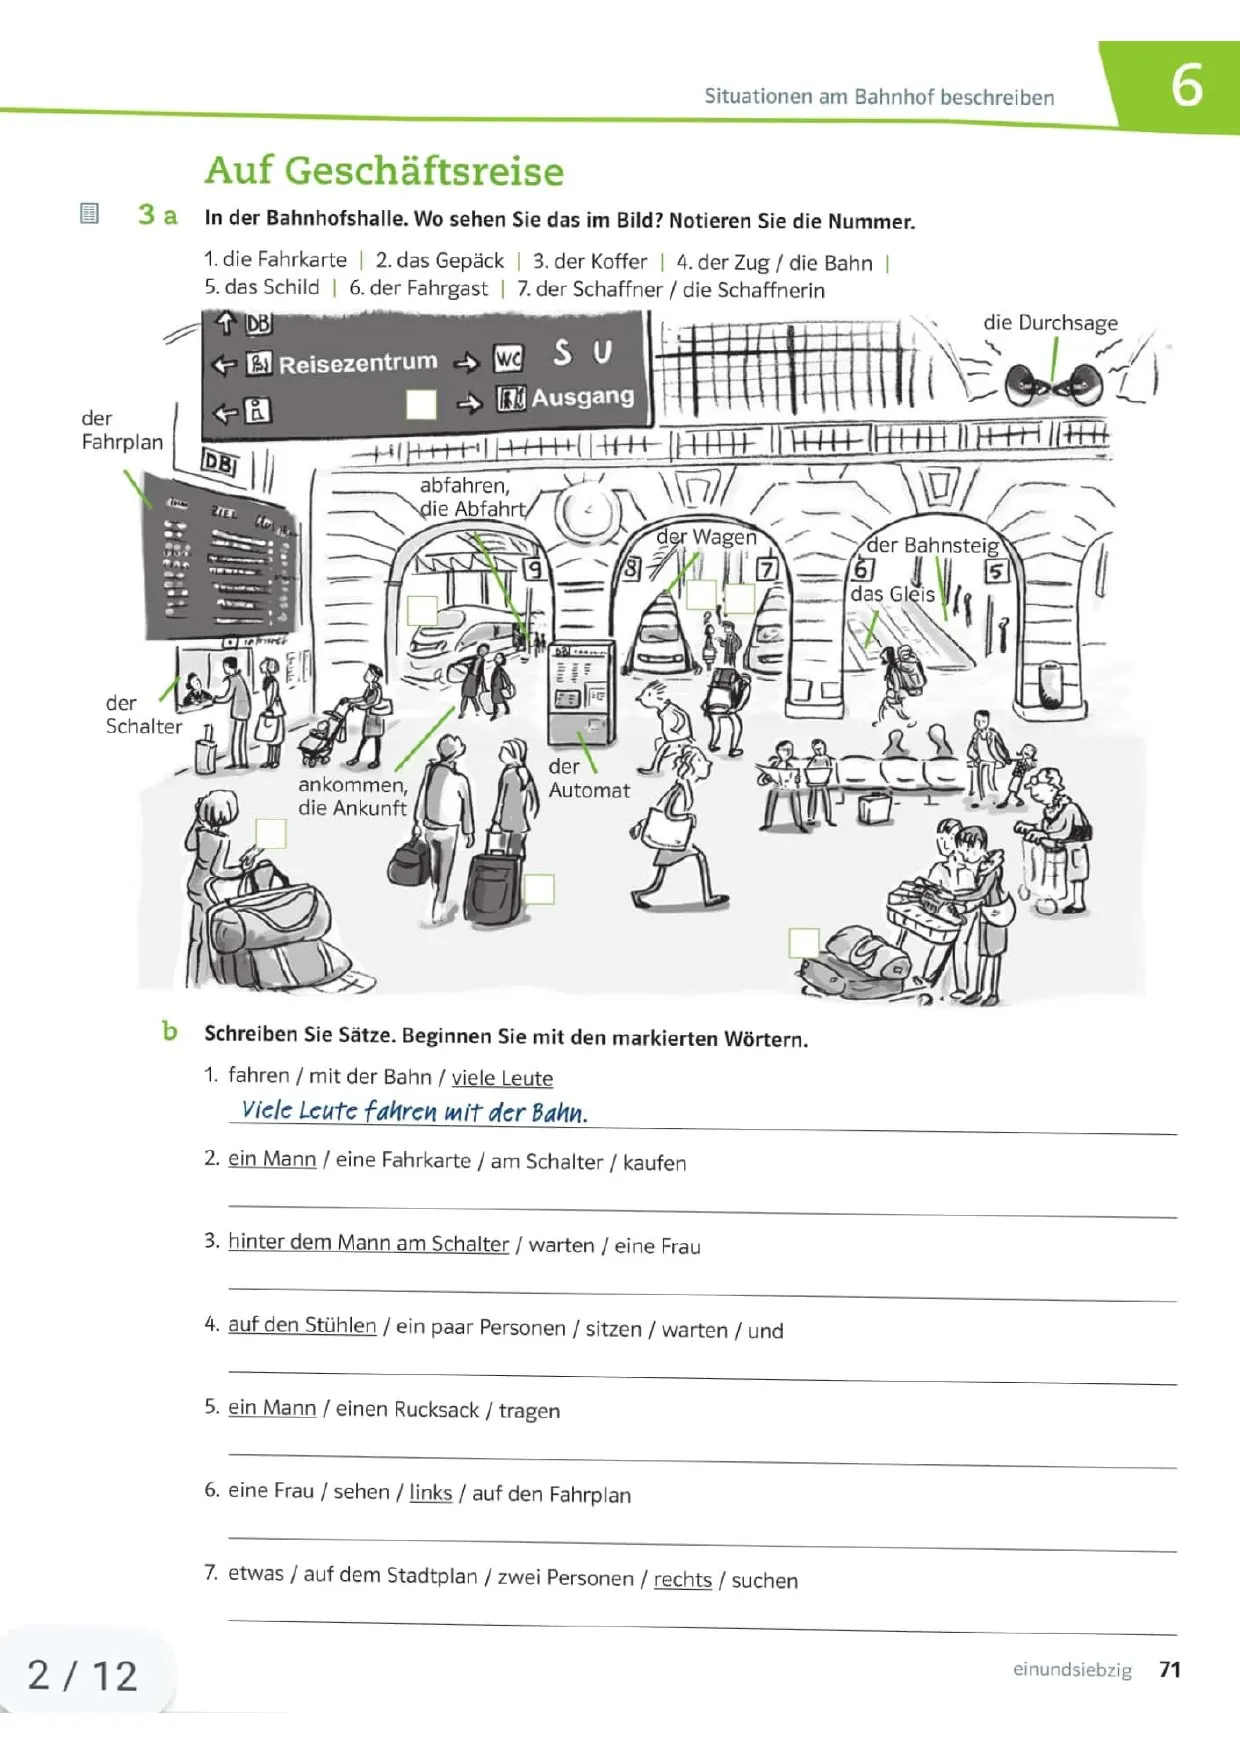 Situationen am Bahnhof beschreiben
6
Auf Geschäftsreise
3 a In der Bahnhofshalle. Wo sehen Sie das im Bild? Notieren Sie die Nummer.
1. die Fahrkarte | 2. das Gepäck | 3. der Koffer | 4. der Zug / die Bahn |
5. das Schild | 6. der Fahrgast | 7. der Schaffner / die Schaffnerin
DB
Reisezentrum WC S U
i Ausgang
die Durchsage
der
Fahrplan
DB
ZIEL
abfahren,
die Abfahrt
der Wagen
der Bahnsteig
9 8 7 6 5
das Gleis
DB
der
Schalter
ankommen,
die Ankunft
der
Automat
b Schreiben Sie Sätze. Beginnen Sie mit den markierten Wörtern.
1. fahren / mit der Bahn / viele Leute
Viele Leute fahren mit der Bahn.
2. ein Mann / eine Fahrkarte / am Schalter / kaufen
3. hinter dem Mann am Schalter / warten / eine Frau
4. auf den Stühlen / ein paar Personen / sitzen / warten / und
5. ein Mann / einen Rucksack / tragen
6. eine Frau / sehen / links / auf den Fahrplan
7. etwas / auf dem Stadtplan / zwei Personen / rechts / suchen
2 / 12
einundsiebzig 71